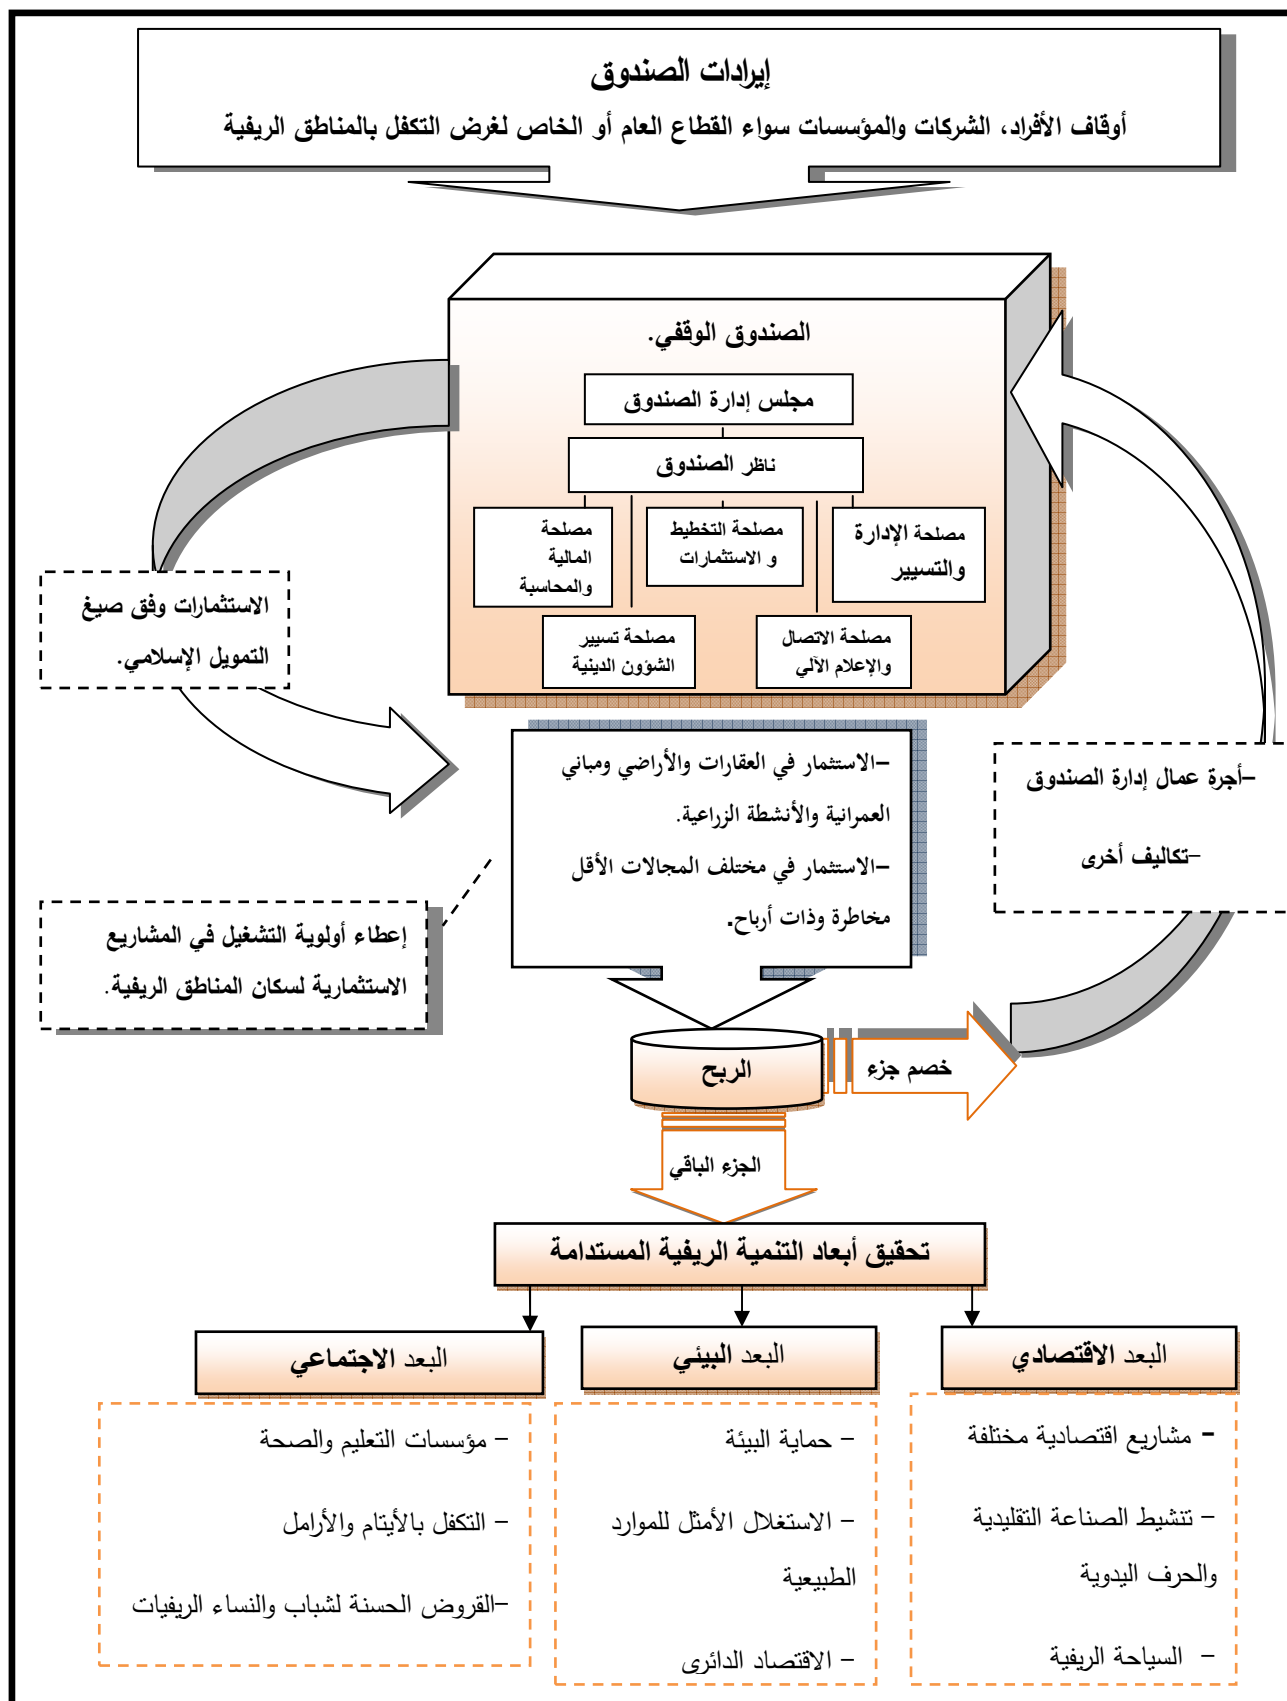 إيرادات الصندوق
أوقاف الأفراد، الشركات والمؤسسات سواء القطاع العام أو الخاص لغرض التكفل بالمناطق الريفية
الصندوق الوقفي.
مجلس إدارة الصندوق
ناظر الصندوق
مصلحة الإدارة
والتسيير
مصلحة التخطيط
و الاستثمارات
مصلحة
المالية
والمحاسبة
مصلحة الاتصال
والإعلام الآلي
مصلحة تسيير
الشؤون الدينية
الاستثمارات وفق صيغ
التمويل الإسلامي.
–الاستثمار في العقارات والأراضي ومباني
العمرانية والأنشطة الزراعية.
–الاستثمار في مختلف المجالات الأقل
مخاطرة وذات أرباح.
–أجرة عمال إدارة الصندوق
–تكاليف أخرى
إعطاء أولوية التشغيل في المشاريع
الاستثمارية لسكان المناطق الريفية.
الربح
خصم جزء
الجزء الباقي
تحقيق أبعاد التنمية الريفية المستدامة
البعد الاقتصادي
البعد البيئي
البعد الاجتماعي
- مشاريع اقتصادية مختلفة
- تنشيط الصناعة التقليدية
والحرف اليدوية
- السياحة الريفية
- حماية البيئة
- الاستغلال الأمثل للموارد
الطبيعية
- الاقتصاد الدائري
- مؤسسات التعليم والصحة
- التكفل بالأيتام والأرامل
-القروض الحسنة لشباب والنساء الريفيات